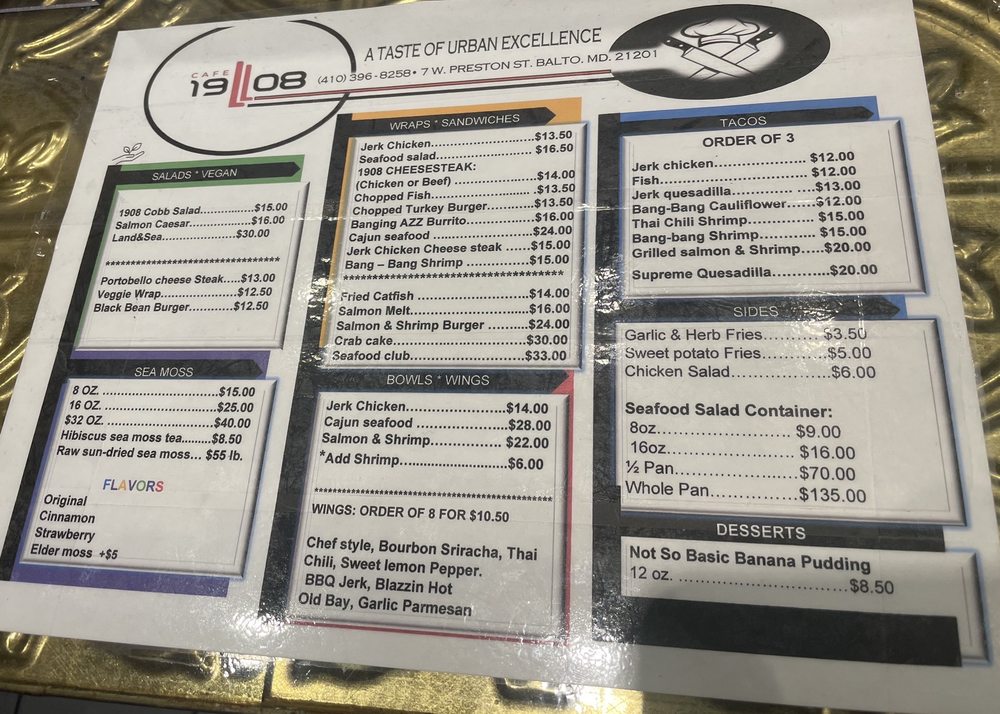 CAFE
1908
A TASTE OF URBAN EXCELLENCE
(410) 396-8258• 7 W. PRESTON ST. BALTO. MD. 21201
SALADS * VEGAN
1908 Cobb Salad..............$15.00
Salmon Caesar................$16.00
Land&Sea.......................$30.00
******************************************
Portobello cheese Steak....$13.00
Veggie Wrap..................$12.50
Black Bean Burger...........$12.50
SEA MOSS
8 OZ. ..............................$15.00
16 OZ. .............................$25.00
$32 OZ. ............................$40.00
Hibiscus sea moss tea........$8.50
Raw sun-dried sea moss... $55 lb.
FLAVORS
Original
Cinnamon
Strawberry
Elder moss +$5
WRAPS * SANDWICHES
Jerk Chicken.......................$13.50
Seafood salad..................... $16.50
1908 CHEESESTEAK:
(Chicken or Beef) ..................$14.00
Chopped Fish.......................$13.50
Chopped Turkey Burger...........$13.50
Banging AZZ Burrito................$16.00
Cajun seafood ......................$24.00
Jerk Chicken Cheese steak ......$15.00
Bang – Bang Shrimp ...............$15.00
************************************************
Fried Catfish ........................$14.00
Salmon Melt.........................$16.00
Salmon & Shrimp Burger ..........$24.00
Crab cake............................$30.00
Seafood club........................$33.00
BOWLS * WINGS
Jerk Chicken........................$14.00
Cajun seafood ......................$28.00
Salmon & Shrimp...................$22.00
*Add Shrimp.........................$6.00
****************************************************
WINGS: ORDER OF 8 FOR $10.50
Chef style, Bourbon Sriracha, Thai
Chili, Sweet lemon Pepper.
BBQ Jerk, Blazzin Hot
Old Bay, Garlic Parmesan
TACOS
ORDER OF 3
Jerk chicken........................ $12.00
Fish.................................... $12.00
Jerk quesadilla.....................$13.00
Bang-Bang Cauliflower...........$12.00
Thai Chili Shrimp.................. $15.00
Bang-bang Shrimp................ $15.00
Grilled salmon & Shrimp.........$20.00
Supreme Quesadilla...............$20.00
SIDES
Garlic & Herb Fries...............$3.50
Sweet potato Fries................$5.00
Chicken Salad......................$6.00
Seafood Salad Container:
8oz........................ $9.00
16oz...................... $16.00
½ Pan.................... $70.00
Whole Pan.............. $135.00
DESSERTS
Not So Basic Banana Pudding
12 oz. ................................$8.50